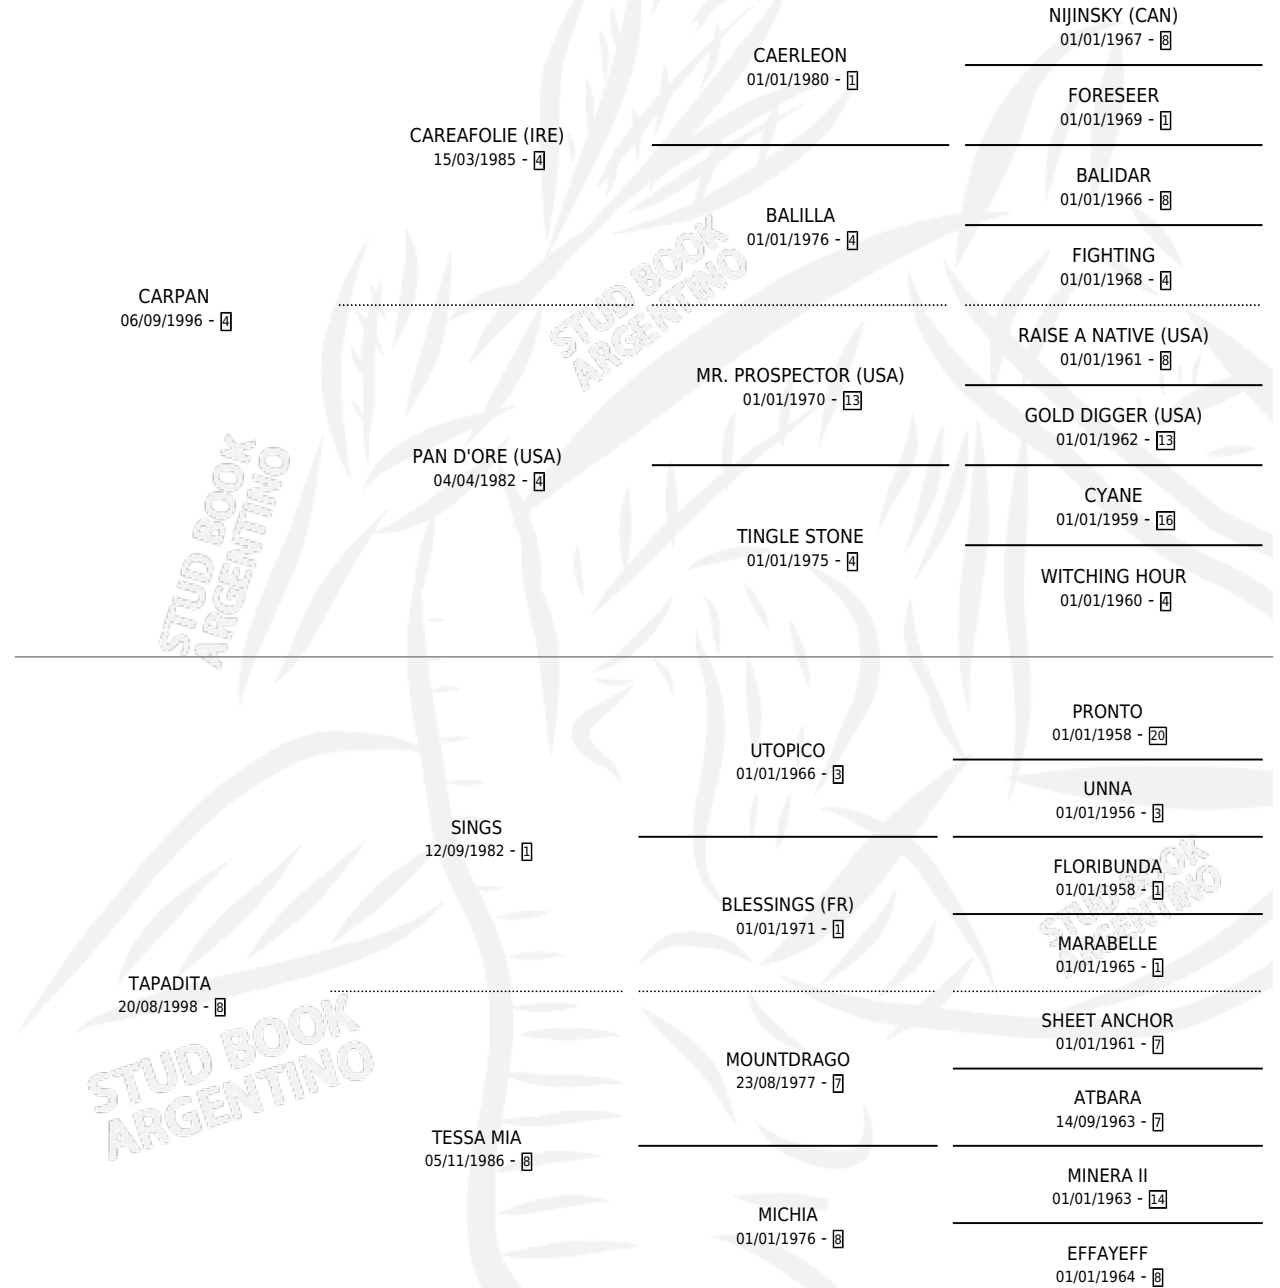 NIJINSKY (CAN)
01/01/1967 - 8
CAERLEON
01/01/1980 - 1
FORESEER
01/01/1969 - 1
CAREAFOLIE (IRE)
15/03/1985 - 4
BALIDAR
01/01/1966 - 8
BALILLA
01/01/1976 - 4
FIGHTING
01/01/1968 - 4
CARPAN
06/09/1996 - 4
STUD BOOK
ARGENTINO
RAISE A NATIVE (USA)
01/01/1961 - 8
MR. PROSPECTOR (USA)
01/01/1970 - 13
GOLD DIGGER (USA)
01/01/1962 - 13
PAN D'ORE (USA)
04/04/1982 - 4
CYANE
01/01/1959 - 16
TINGLE STONE
01/01/1975 - 4
WITCHING HOUR
01/01/1960 - 4
STUD BOOK
ARGENTINO
PRONTO
01/01/1958 - 20
UTOPICO
01/01/1966 - 3
UNNA
01/01/1956 - 3
SINGS
12/09/1982 - 1
FLORIBUNDA
01/01/1958 - 1
BLESSINGS (FR)
01/01/1971 - 1
MARABELLE
01/01/1965 - 1
STUD BOOK
ARGENTINO
TAPADITA
20/08/1998 - 8
SHEET ANCHOR
01/01/1961 - 7
MOUNTDRAGO
23/08/1977 - 7
ATBARA
14/09/1963 - 7
STUD BOOK
ARGENTINO
TESSA MIA
05/11/1986 - 8
MINERA II
01/01/1963 - 14
MICHIA
01/01/1976 - 8
EFFAYEFF
01/01/1964 - 8